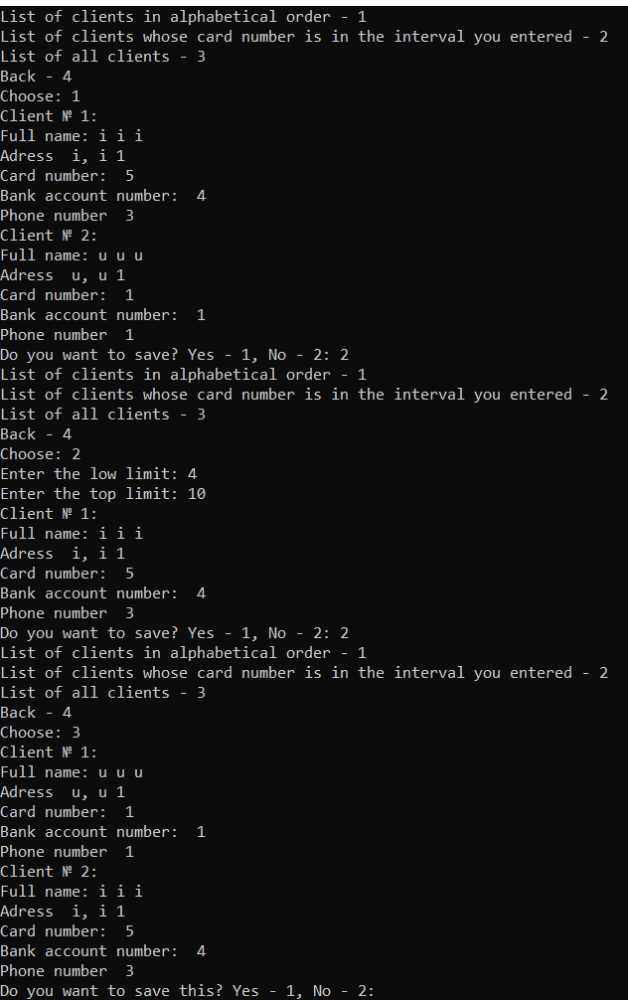 List of clients in alphabetical order - 1
List of clients whose card number is in the interval you entered - 2
List of all clients - 3
Back - 4
Choose: 1
Client № 1:
Full name: i i i
Adress  i, i 1
Card number:  5
Bank account number:  4
Phone number  3
Client № 2:
Full name: u u u
Adress  u, u 1
Card number:  1
Bank account number:  1
Phone number  1
Do you want to save? Yes - 1, No - 2: 2
List of clients in alphabetical order - 1
List of clients whose card number is in the interval you entered - 2
List of all clients - 3
Back - 4
Choose: 2
Enter the low limit: 4
Enter the top limit: 10
Client № 1:
Full name: i i i
Adress  i, i 1
Card number:  5
Bank account number:  4
Phone number  3
Do you want to save? Yes - 1, No - 2: 2
List of clients in alphabetical order - 1
List of clients whose card number is in the interval you entered - 2
List of all clients - 3
Back - 4
Choose: 3
Client № 1:
Full name: u u u
Adress  u, u 1
Card number:  1
Bank account number:  1
Phone number  1
Client № 2:
Full name: i i i
Adress  i, i 1
Card number:  5
Bank account number:  4
Phone number  3
Do you want to save this? Yes - 1, No - 2: